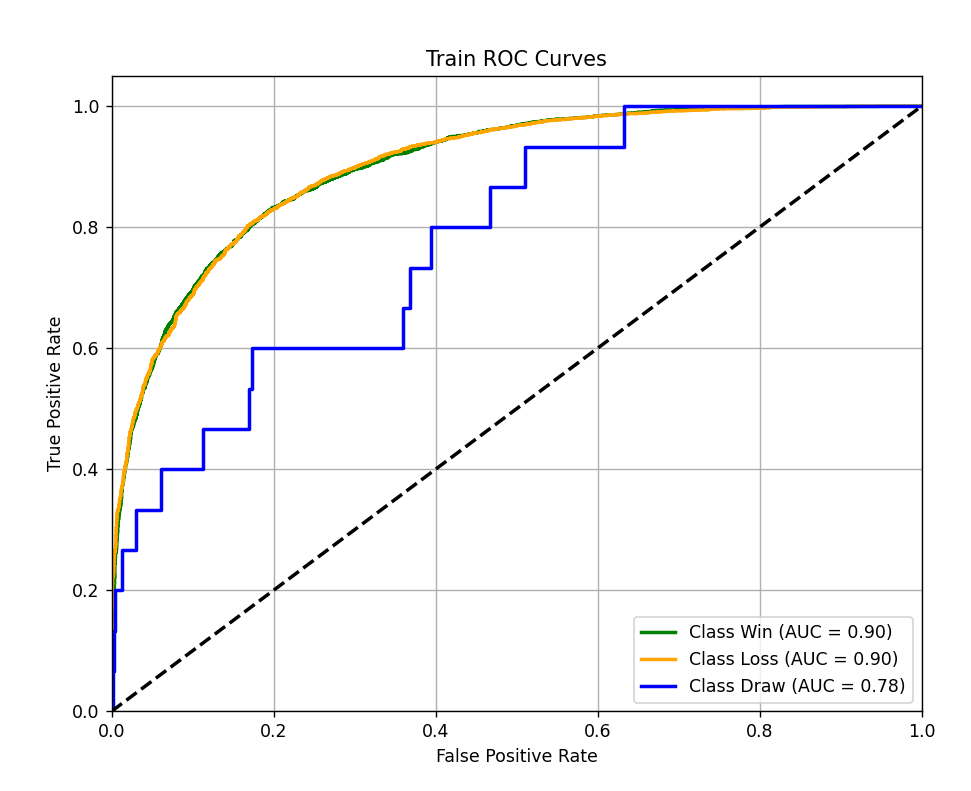 Train ROC Curves
True Positive Rate
1.0
0.8
0.6
0.4
0.2
0.0
0.0 0.2 0.4 0.6 0.8 1.0
False Positive Rate
Class Win (AUC = 0.90)
Class Loss (AUC = 0.90)
Class Draw (AUC = 0.78)